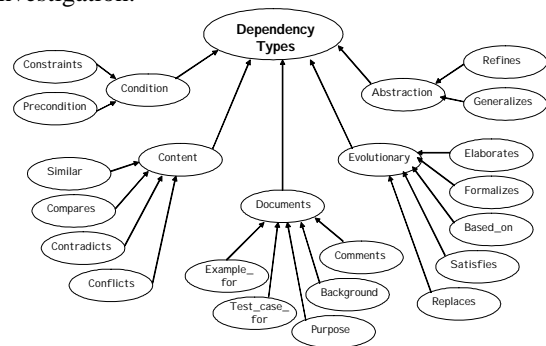 nvestigation.
Dependency
Types
Constraints
Precondition
Condition
Refines
Generalizes
Abstraction
Similar
Compares
Contradicts
Conflicts
Content
Documents
Example_
for
Test_case_
for
Purpose
Background
Comments
Evolutionary
Elaborates
Formalizes
Based_on
Satisfies
Replaces